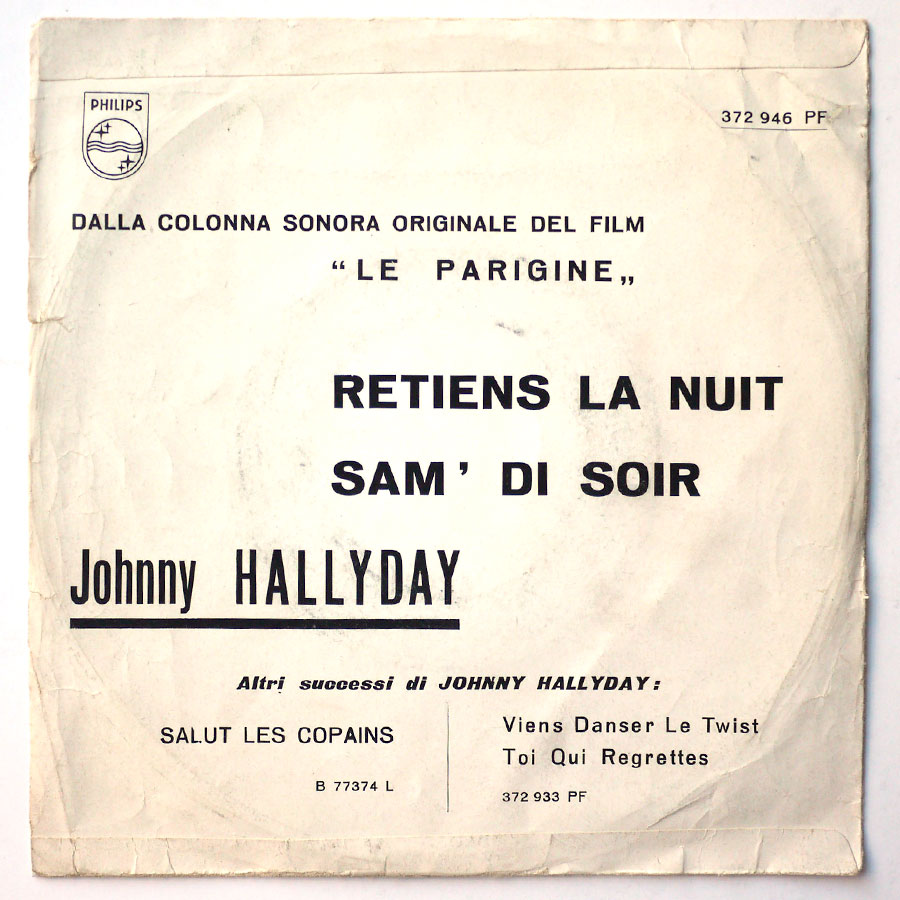 PHILIPS
372 946 PF
DALLA COLONNA SONORA ORIGINALE DEL FILM
“LE PARIGINE„
RETIENS LA NUIT
SAM’ DI SOIR
Johnny HALLYDAY
Altri successi di JOHNNY HALLYDAY:
SALUT LES COPAINS
B 77374 L
Viens Danser Le Twist
Toi Qui Regrettes
372 933 PF